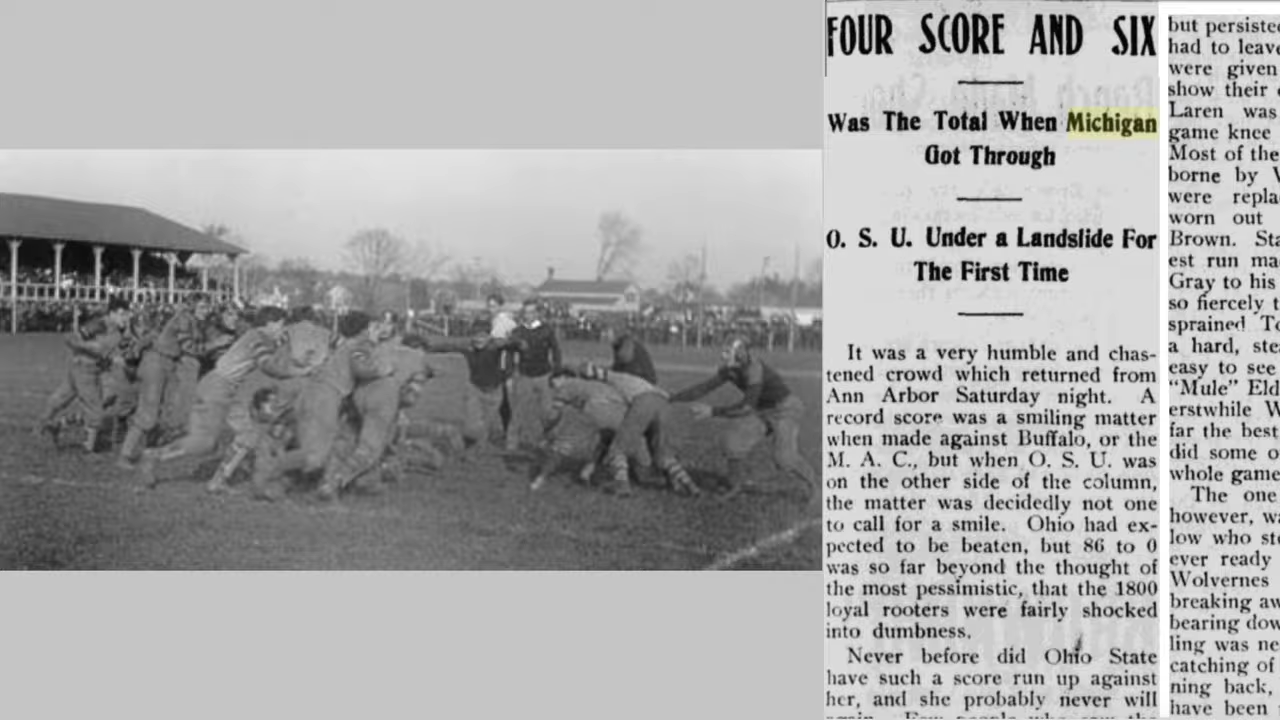 FOUR SCORE AND SIX
Was The Total When Michigan
Got Through
O. S. U. Under a Landslide For
The First Time
It was a very humble and chas-
tened crowd which returned from
Ann Arbor Saturday night. A
record score was a smiling matter
when made against Buffalo, or the
M. A. C., but when O. S. U. was
on the other side of the column,
the matter was decidedly not one
to call for a smile. Ohio had ex-
pected to be beaten, but 86 to 0
was so far beyond the thought of
the most pessimistic, that the 1800
loyal rooters were fairly shocked
into dumbness.
Never before did Ohio State
have such a score run up against
her, and she probably never will
but persiste
had to leave
were given
show their
Laren was
game knee
Most of the
borne by
were repla
worn out
Brown. Sta
est run ma
Gray to his
so fiercely t
sprained T
a hard, ste
easy to see
"Mule" Eld
erstwhile W
far the best
did some o
whole game
The one
however, wa
low who st
ever ready
Wolvernes
breaking aw
bearing dow
ling was ne
catching of
ning back,
have been